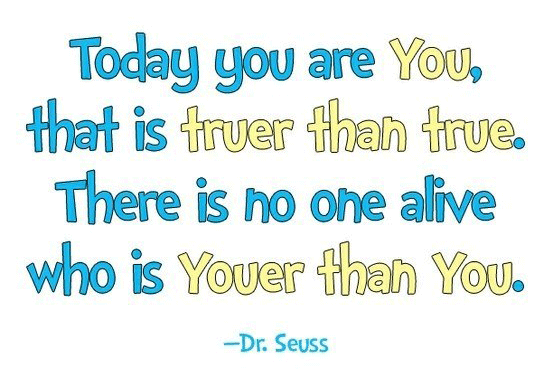 Today you are You,
that is truer than true.
There is no one alive
who is Youer than You.
–Dr. Seuss